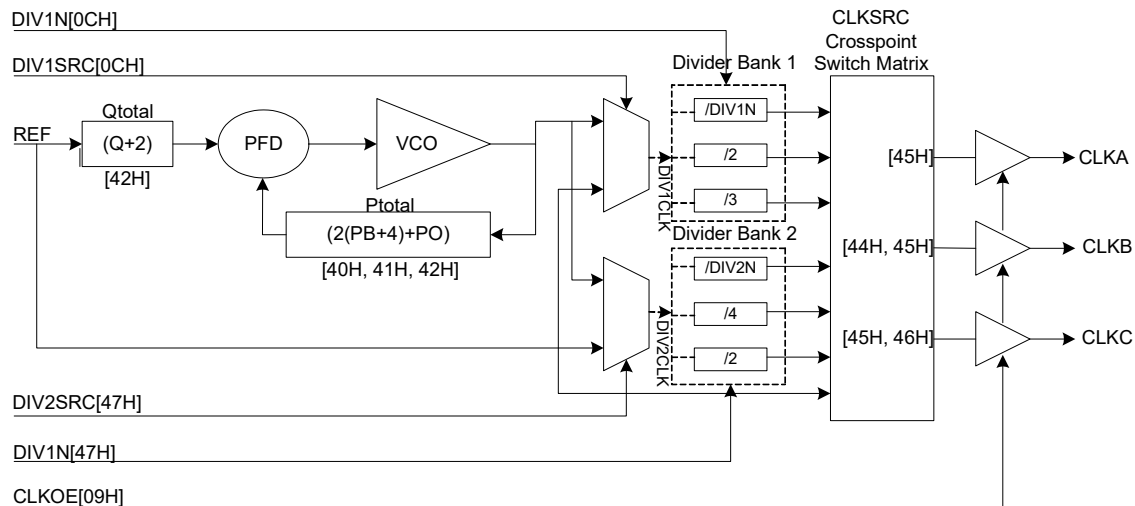 DIV1N[0CH]
DIV1SRC[0CH]
REF
Qtotal
(Q+2)
[42H]
PFD
VCO
Ptotal
(2(PB+4)+PO)
[40H, 41H, 42H]
DIV1CLK
DIV2CLK
Divider Bank 1
/DIV1N
/2
/3
Divider Bank 2
/DIV2N
/4
/2
CLKSRC
Crosspoint
Switch Matrix
[45H]
[44H, 45H]
[45H, 46H]
CLKA
CLKB
CLKC
DIV2SRC[47H]
DIV1N[47H]
CLKOE[09H]